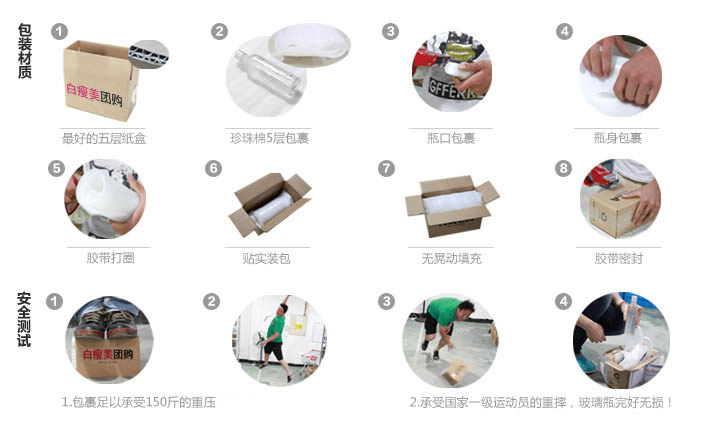 包装材质
1
2
3
4
白瘦美团购
GFFERK
最好的五层纸盒
珍珠棉5层包裹
瓶口包裹
瓶身包裹
5
6
7
8
胶带打圈
贴实装包
无晃动填充
胶带密封
安全测试
1
2
3
4
白瘦美团购
1.包裹足以承受150斤的重压
2.承受国家一级运动员的重摔，玻璃瓶完好无损！